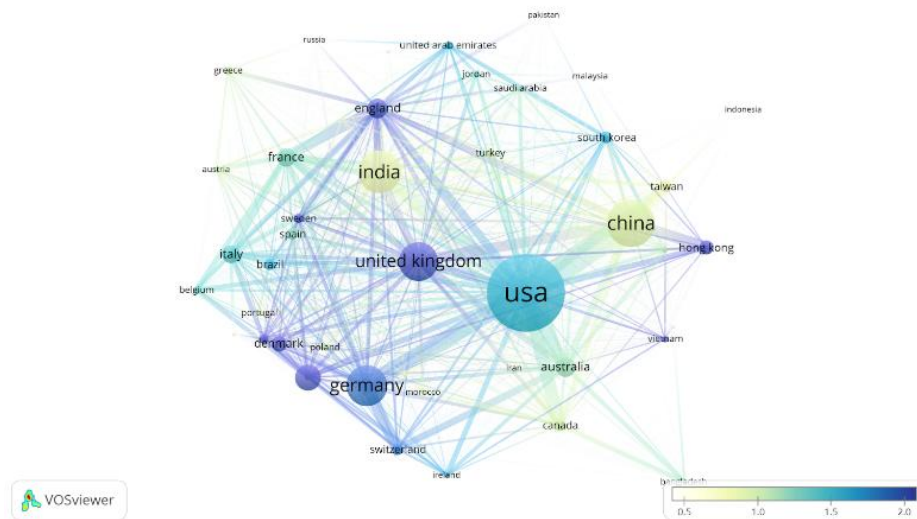 pakistan
russia
united arab emirates
greece
jordan
malaysia
saudi arabia
england
indonesia
south korea
turkey
france
india
austria
taiwan
sweden
china
spain
hong kong
italy
united kingdom
brazil
belgium
usa
portugal
vietnam
denmark
poland
iran
australia
germany
morocco
canada
switzerland
ireland
bangladesh
VOSviewer
0.5 1.0 1.5 2.0